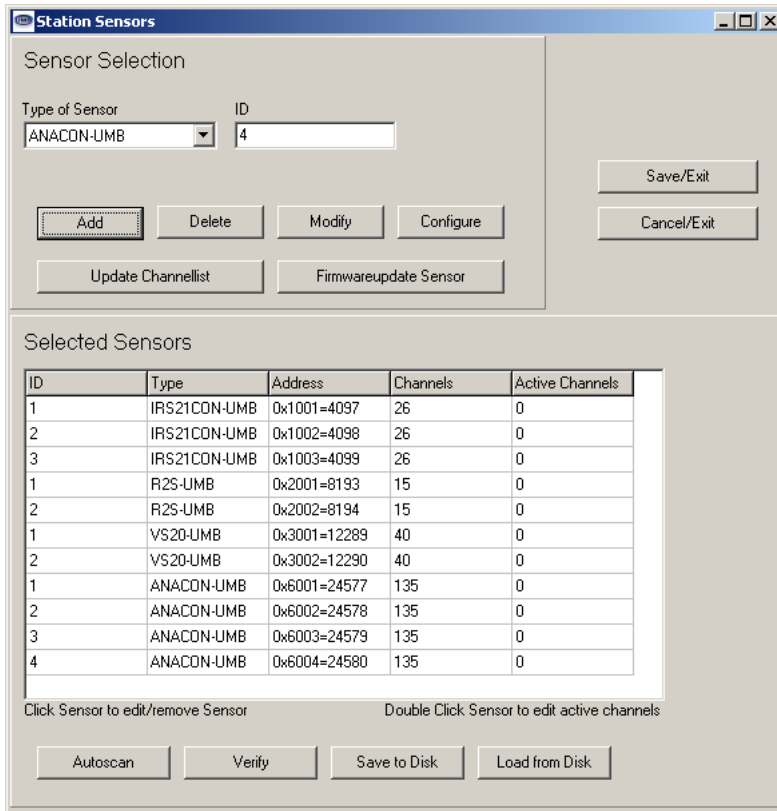 Station Sensors
Sensor Selection
Type of Sensor ID
ANACON-UMB 4
Save/Exit
Add Delete Modify Configure Cancel/Exit
Update Channellist Firmwareupdate Sensor
Selected Sensors
ID Type Address Channels Active Channels
1 IRS21CON-UMB 0x1001=4097 26 0
2 IRS21CON-UMB 0x1002=4098 26 0
3 IRS21CON-UMB 0x1003=4099 26 0
1 R2S-UMB 0x2001=8193 15 0
2 R2S-UMB 0x2002=8194 15 0
1 VS20-UMB 0x3001=12289 40 0
2 VS20-UMB 0x3002=12290 40 0
1 ANACON-UMB 0x6001=24577 135 0
2 ANACON-UMB 0x6002=24578 135 0
3 ANACON-UMB 0x6003=24579 135 0
4 ANACON-UMB 0x6004=24580 135 0
Click Sensor to edit/remove Sensor Double Click Sensor to edit active channels
Autoscan Verify Save to Disk Load from Disk